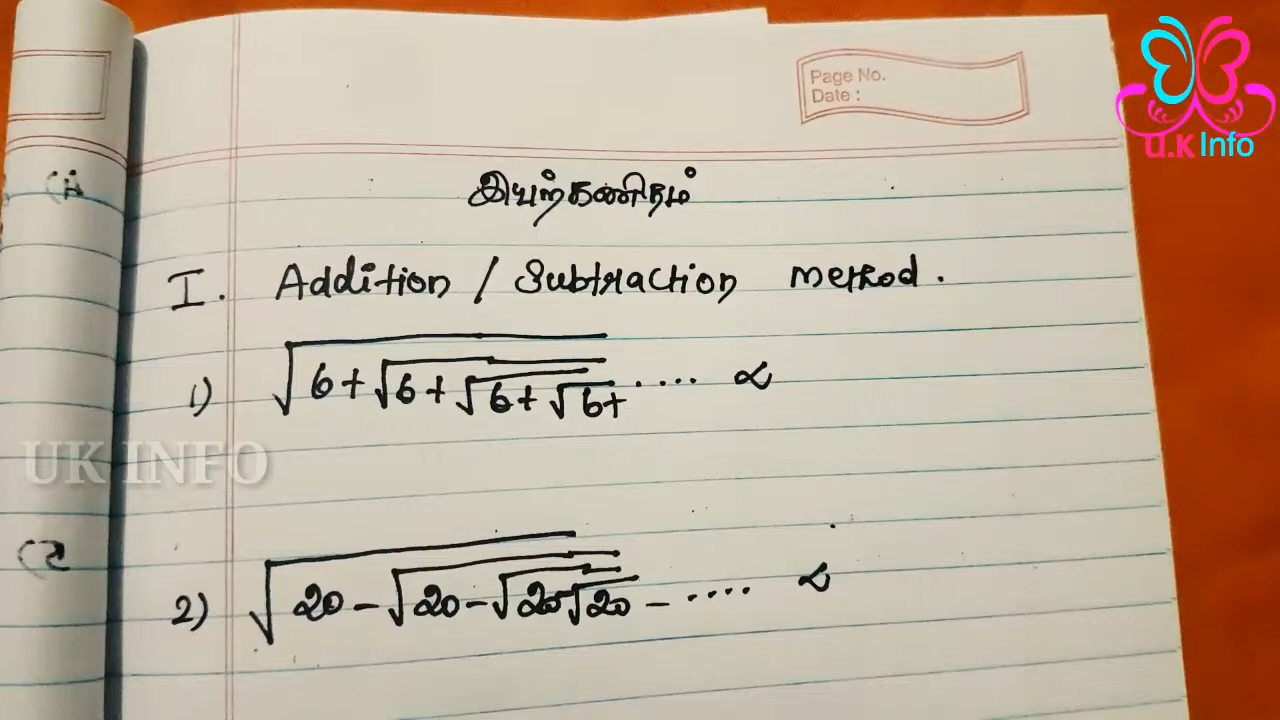 Page No.
Date :
U.K Info
இயற்கணிதம்
I. Addition / Subtraction method.
1) √6+√6+√6+√6+ .... ∝
UK INFO
2) √20-√20-√20√20- .... ∝